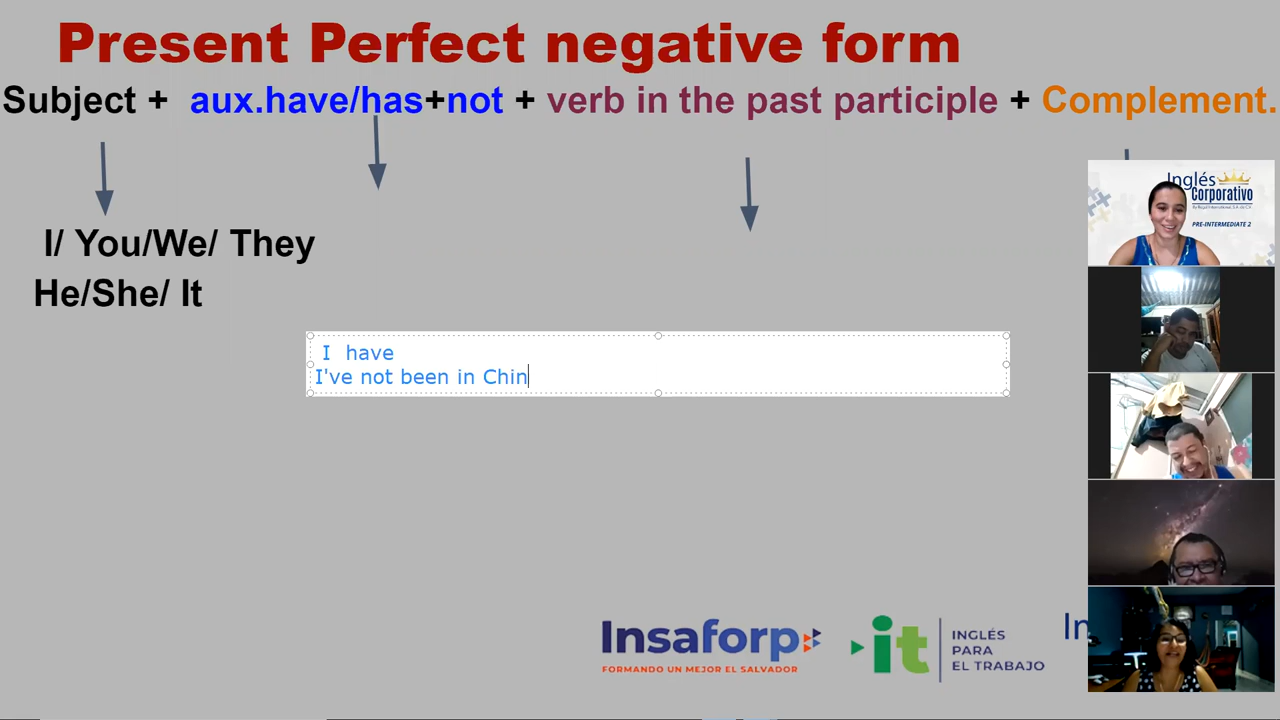 Present Perfect negative form
Subject + aux.have/has+not + verb in the past participle + Complement.
I/ You/We/ They
He/She/ It
I have
I've not been in Chin
Inglés
Corporativo
PRE-INTERMEDIATE 2
Insaforp
FORMANDO UN MEJOR EL SALVADOR
it
INGLÉS
PARA
EL TRABAJO
In